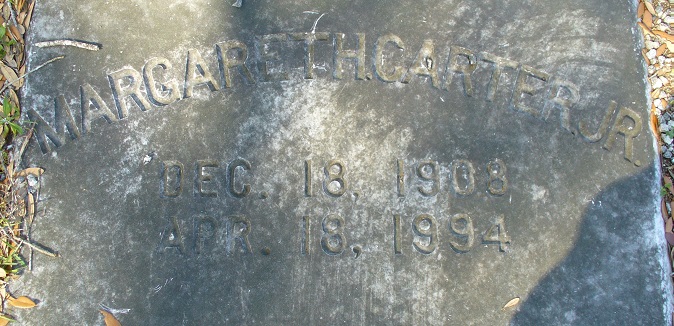 MARGARET H. CARTER, JR.
DEC. 18, 1908
APR. 18, 1994